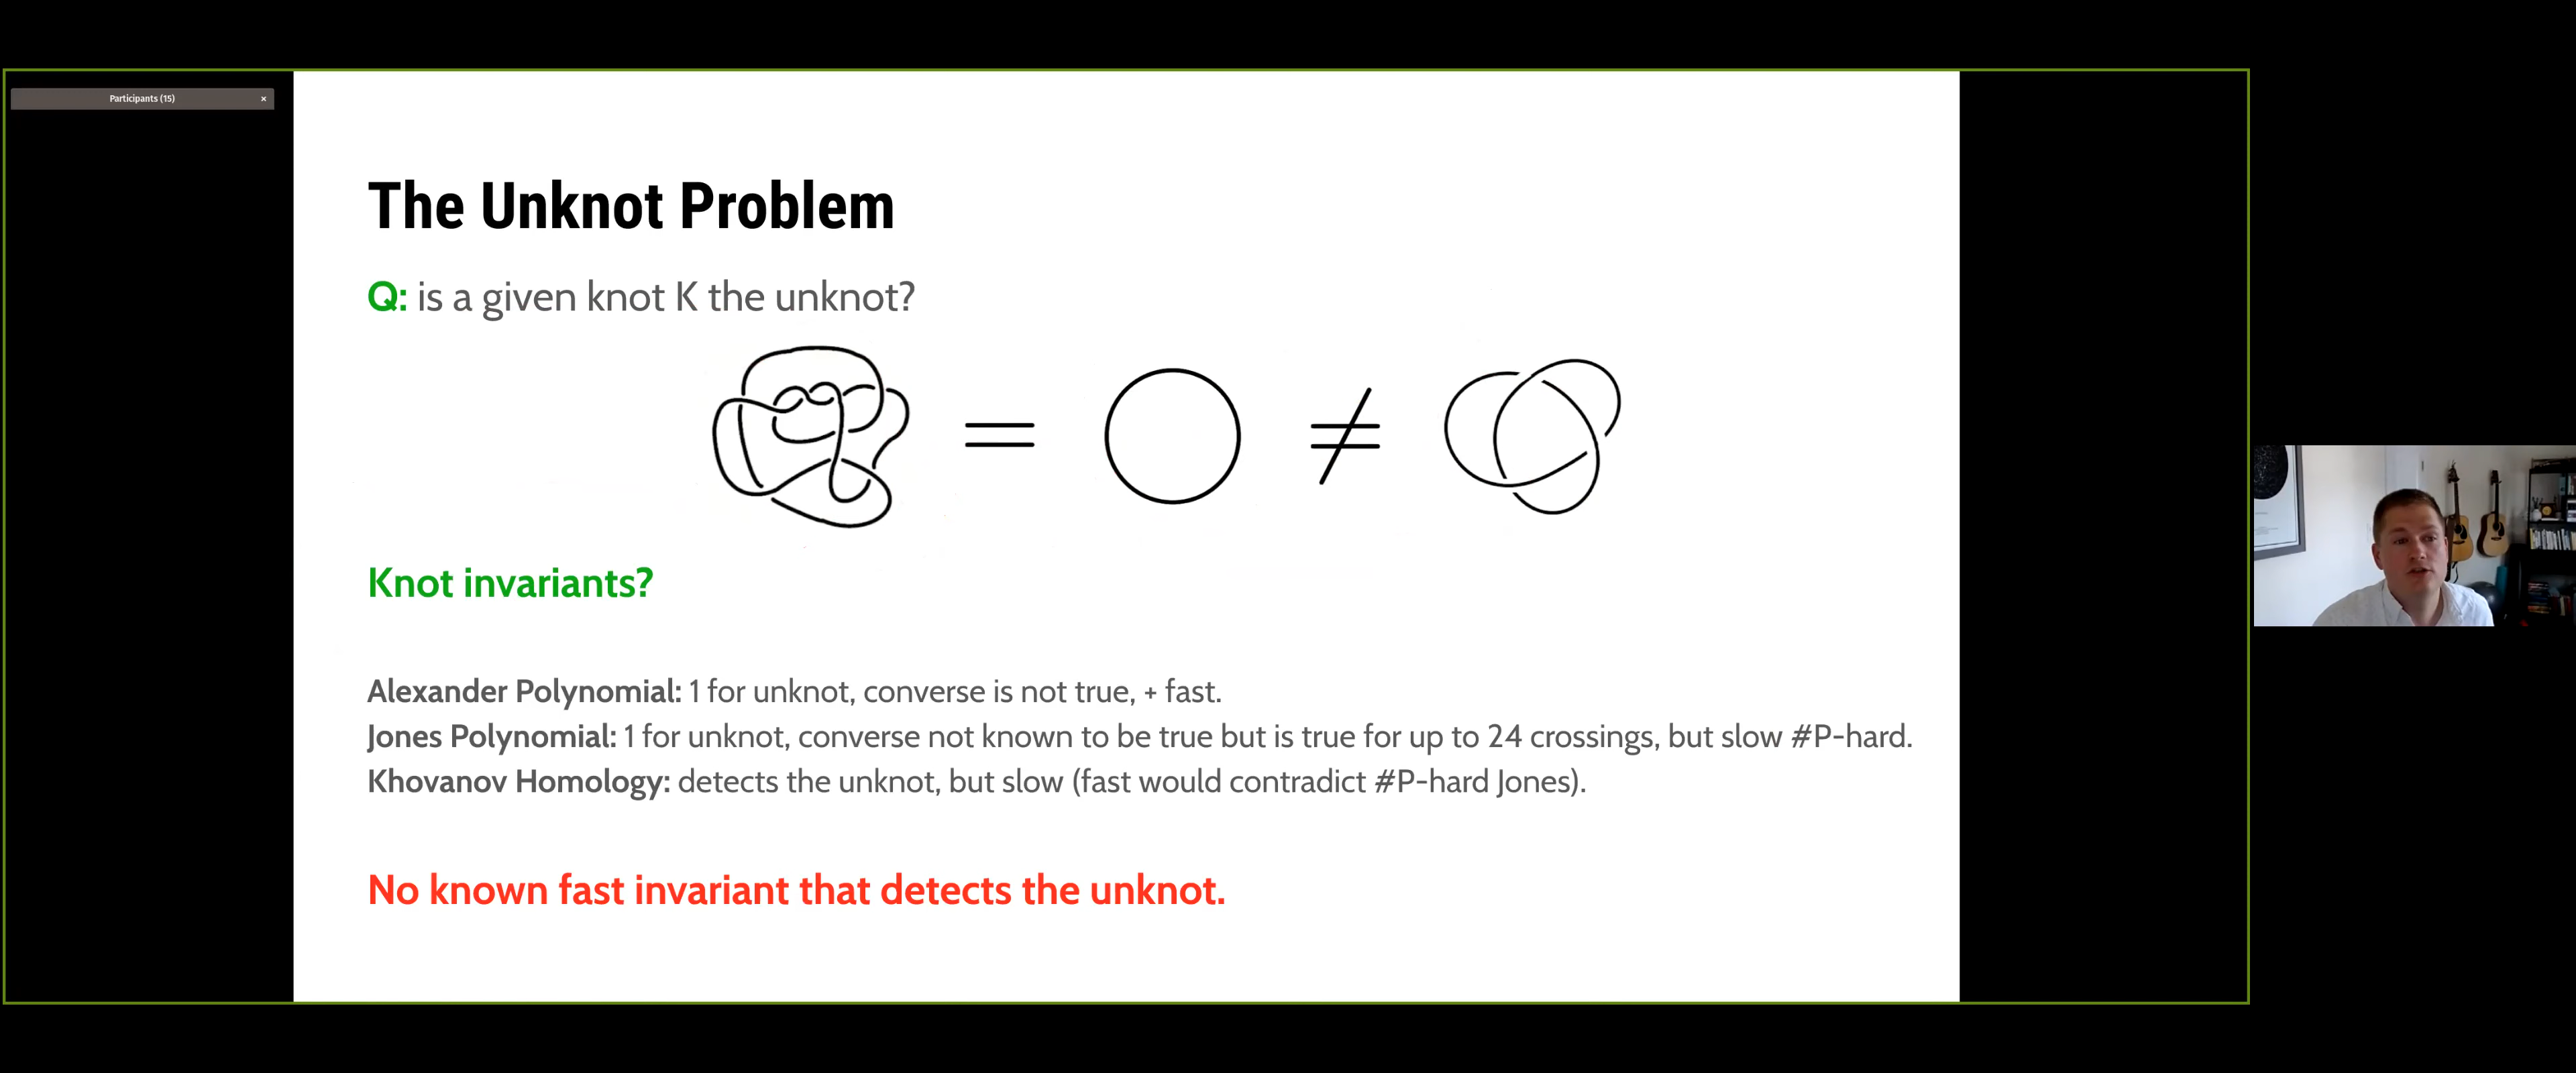 Participants (15)
×
The Unknot Problem
Q: is a given knot K the unknot?
= ≠
Knot invariants?
Alexander Polynomial: 1 for unknot, converse is not true, + fast.
Jones Polynomial: 1 for unknot, converse not known to be true but is true for up to 24 crossings, but slow #P-hard.
Khovanov Homology: detects the unknot, but slow (fast would contradict #P-hard Jones).
No known fast invariant that detects the unknot.